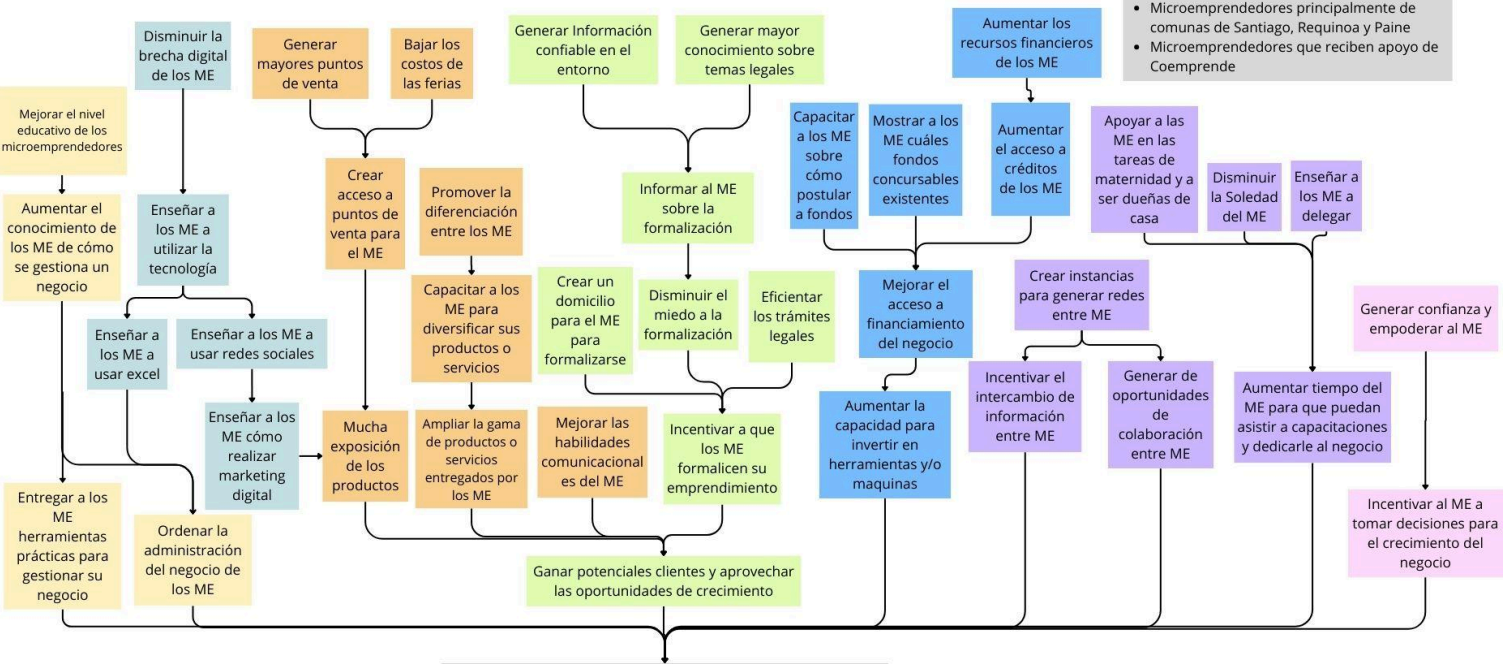 • Microemprendedores principalmente de
comunas de Santiago, Requinoa y Paine
• Microemprendedores que reciben apoyo de
Coemprende
Disminuir la
brecha digital
de los ME
Generar
mayores puntos
de venta
Bajar los
costos de
las ferias
Generar Información
confiable en el
entorno
Generar mayor
conocimiento sobre
temas legales
Aumentar los
recursos financieros
de los ME
Mejorar el nivel
educativo de los
microemprendedores
Capacitar
a los ME
sobre
cómo
postular
a fondos
Mostrar a los
ME cuáles
fondos
concursables
existentes
Aumentar
el acceso a
créditos
de los ME
Apoyar a las
ME en las
tareas de
maternidad y a
ser dueñas de
casa
Disminuir
la Soledad
del ME
Enseñar a
los ME a
delegar
Aumentar el
conocimiento de
los ME de cómo
se gestiona un
negocio
Enseñar a
los ME a
utilizar la
tecnología
Crear
acceso a
puntos de
venta para
el ME
Promover la
diferenciación
entre los ME
Informar al ME
sobre la
formalización
Capacitar a los
ME para
diversificar sus
productos o
servicios
Crear un
domicilio
para el ME
para
formalizarse
Disminuir el
miedo a la
formalización
Eficientar
los trámites
legales
Mejorar el
acceso a
financiamiento
del negocio
Crear instancias
para generar redes
entre ME
Generar confianza y
empoderar al ME
Enseñar a
los ME a
usar excel
Enseñar a los ME a
usar redes sociales
Incentivar el
intercambio de
información
entre ME
Generar de
oportunidades
de
colaboración
entre ME
Aumentar tiempo del
ME para que puedan
asistir a capacitaciones
y dedicarle al negocio
Enseñar a los
ME cómo
realizar
marketing
digital
Mucha
exposición
de los
productos
Ampliar la gama
de productos o
servicios
entregados por
los ME
Mejorar las
habilidades
comunicacional
es del ME
Incentivar a que
los ME
formalicen su
emprendimiento
Aumentar la
capacidad para
invertir en
herramientas y/o
maquinas
Entregar a los
ME
herramientas
prácticas para
gestionar su
negocio
Ordenar la
administración
del negocio de
los ME
Ganar potenciales clientes y aprovechar
las oportunidades de crecimiento
Incentivar al ME a
tomar decisiones para
el crecimiento del
negocio